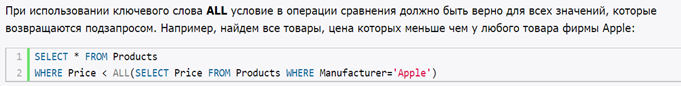 При использовании ключевого слова ALL условие в операции сравнения должно быть верно для всех значений, которые
возвращаются подзапросом. Например, найдем все товары, цена которых меньше чем у любого товара фирмы Apple:
1 SELECT * FROM Products
2 WHERE Price < ALL(SELECT Price FROM Products WHERE Manufacturer='Apple')